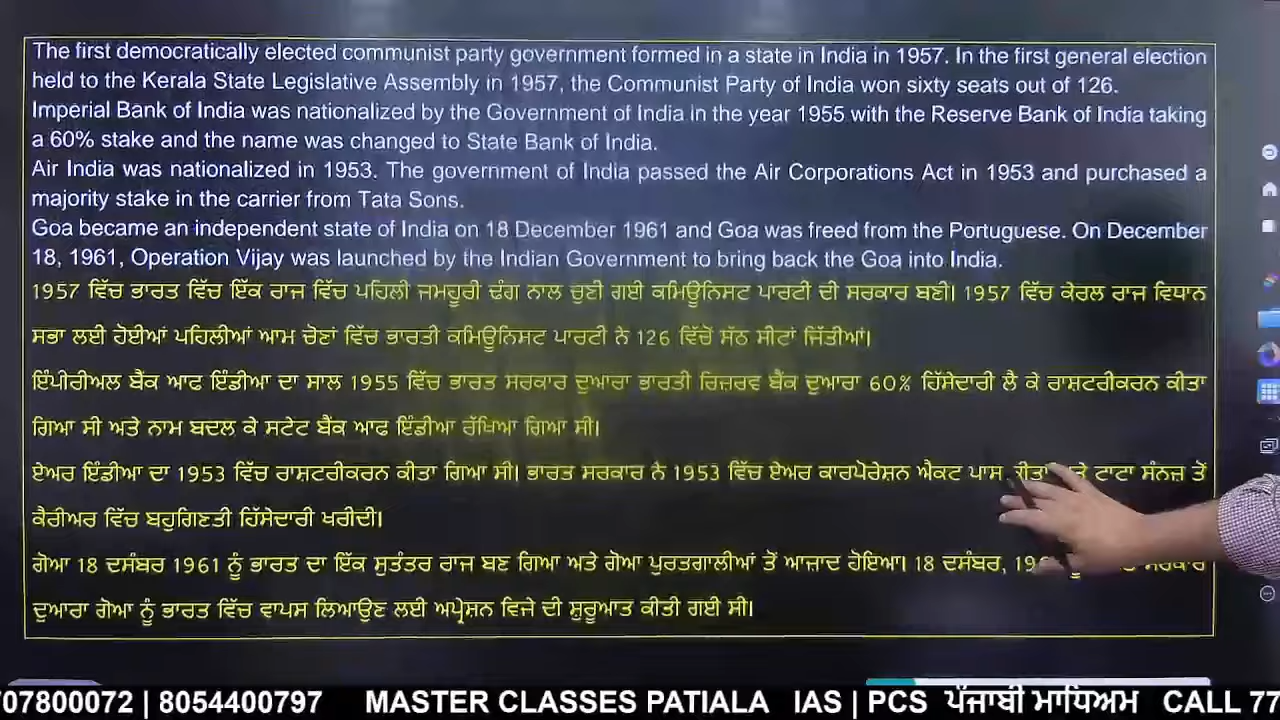 The first democratically elected communist party government formed in a state in India in 1957. In the first general election
held to the Kerala State Legislative Assembly in 1957, the Communist Party of India won sixty seats out of 126.
Imperial Bank of India was nationalized by the Government of India in the year 1955 with the Reserve Bank of India taking
a 60% stake and the name was changed to State Bank of India.
Air India was nationalized in 1953. The government of India passed the Air Corporations Act in 1953 and purchased a
majority stake in the carrier from Tata Sons.
Goa became an independent state of India on 18 December 1961 and Goa was freed from the Portuguese. On December
18, 1961, Operation Vijay was launched by the Indian Government to bring back the Goa into India.
1957 ਵਿੱਚ ਭਾਰਤ ਵਿੱਚ ਇੱਕ ਰਾਜ ਵਿੱਚ ਪਹਿਲੀ ਜਮਹੂਰੀ ਢੰਗ ਨਾਲ ਚੁਣੀ ਗਈ ਕਮਿਊਨਿਸਟ ਪਾਰਟੀ ਦੀ ਸਰਕਾਰ ਬਣੀ। 1957 ਵਿੱਚ ਕੇਰਲ ਰਾਜ ਵਿਧਾਨ
ਸਭਾ ਲਈ ਹੋਈਆਂ ਪਹਿਲੀਆਂ ਆਮ ਚੋਣਾਂ ਵਿੱਚ ਭਾਰਤੀ ਕਮਿਊਨਿਸਟ ਪਾਰਟੀ ਨੇ 126 ਵਿੱਚੋਂ ਸੱਠ ਸੀਟਾਂ ਜਿੱਤੀਆਂ।
ਇੰਪੀਰੀਅਲ ਬੈਂਕ ਆਫ ਇੰਡੀਆ ਦਾ ਸਾਲ 1955 ਵਿੱਚ ਭਾਰਤ ਸਰਕਾਰ ਦੁਆਰਾ ਭਾਰਤੀ ਰਿਜ਼ਰਵ ਬੈਂਕ ਦੁਆਰਾ 60% ਹਿੱਸੇਦਾਰੀ ਲੈ ਕੇ ਰਾਸ਼ਟਰੀਕਰਨ ਕੀਤਾ
ਗਿਆ ਸੀ ਅਤੇ ਨਾਮ ਬਦਲ ਕੇ ਸਟੇਟ ਬੈਂਕ ਆਫ ਇੰਡੀਆ ਰੱਖਿਆ ਗਿਆ ਸੀ।
ਏਅਰ ਇੰਡੀਆ ਦਾ 1953 ਵਿੱਚ ਰਾਸ਼ਟਰੀਕਰਨ ਕੀਤਾ ਗਿਆ ਸੀ। ਭਾਰਤ ਸਰਕਾਰ ਨੇ 1953 ਵਿੱਚ ਏਅਰ ਕਾਰਪੋਰੇਸ਼ਨ ਐਕਟ ਪਾਸ ਟਾਟਾ ਸੰਨਜ਼ ਤੋਂ
ਕੈਰੀਅਰ ਵਿੱਚ ਬਹੁਗਿਣਤੀ ਹਿੱਸੇਦਾਰੀ ਖਰੀਦੀ।
ਗੋਆ 18 ਦਸੰਬਰ 1961 ਨੂੰ ਭਾਰਤ ਦਾ ਇੱਕ ਸੁਤੰਤਰ ਰਾਜ ਬਣ ਗਿਆ ਅਤੇ ਗੋਆ ਪੁਰਤਗਾਲੀਆਂ ਤੋਂ ਆਜ਼ਾਦ ਹੋਇਆ। 18 ਦਸੰਬਰ,
ਦੁਆਰਾ ਗੋਆ ਨੂੰ ਭਾਰਤ ਵਿੱਚ ਵਾਪਸ ਲਿਆਉਣ ਲਈ ਅਪ੍ਰੇਸ਼ਨ ਵਿਜੇ ਦੀ ਸ਼ੁਰੂਆਤ ਕੀਤੀ ਗਈ ਸੀ।
07800072 | 8054400797 MASTER CLASSES PATIALA IAS | PCS ਪੰਜਾਬੀ ਮਾਧਿਅਮ CALL 77